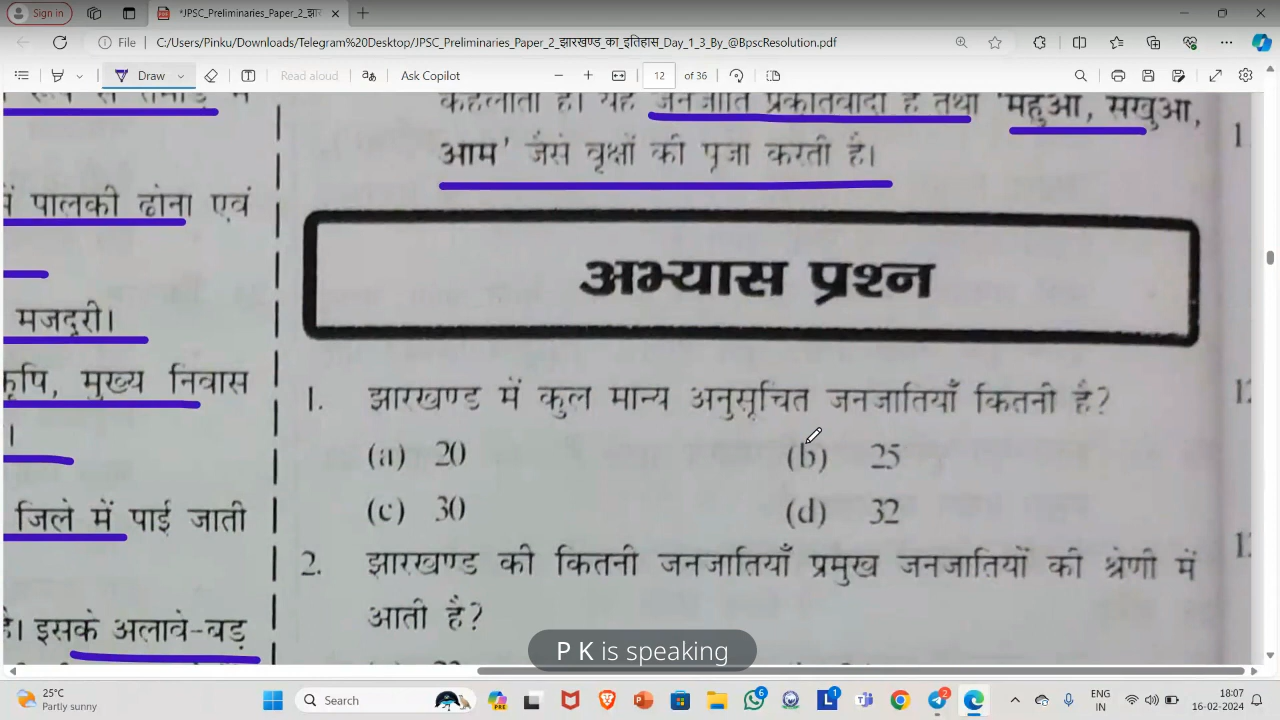 Sign in
*JPSC_Preliminaries_Paper_2_झार
File
C:/Users/Pinku/Downloads/Telegram%20Desktop/JPSC_Preliminaries_Paper_2_झारखण्ड_का_इतिहास_Day_1_3_By_@BpscResolution.pdf
Draw
Read aloud
Ask Copilot
12 of 36
कहलाती है। यह जनजाति प्रकृतिवादी है तथा 'महुआ, सखुआ,
आम' जैसे वृक्षों की पूजा करती है।
में पालकी ढोना एवं
मजदूरी।
कृषि, मुख्य निवास
।
जिले में पाई जाती
है। इसके अलावे-बड़
अभ्यास प्रश्न
1. झारखण्ड में कुल मान्य अनुसूचित जनजातियाँ कितनी है?
(a) 20 (b) 25
(c) 30 (d) 32
2. झारखण्ड की कितनी जनजातियाँ प्रमुख जनजातियों की श्रेणी में
आती है?
P K is speaking
25°C
Partly sunny
Search
ENG
IN
18:07
16-02-2024